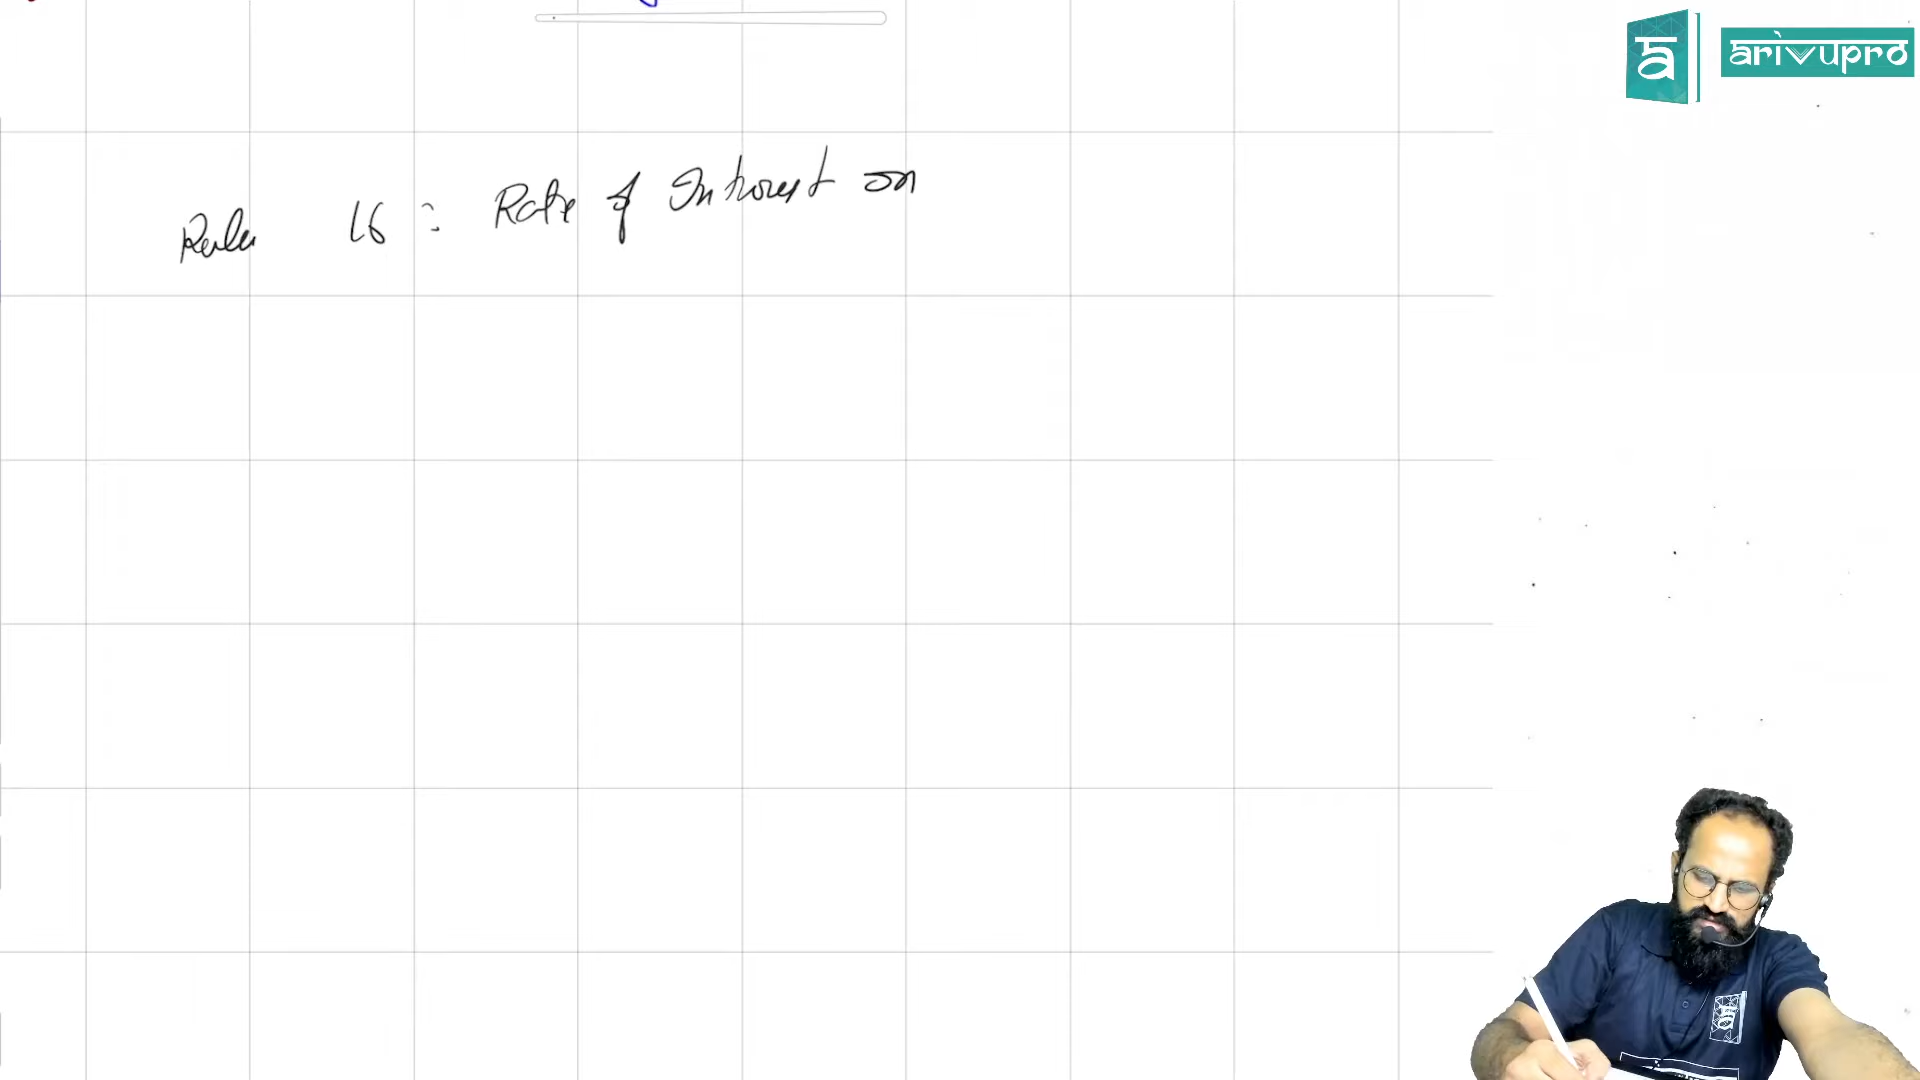 ā arivupro
Rule 16 : Rate of Interest on